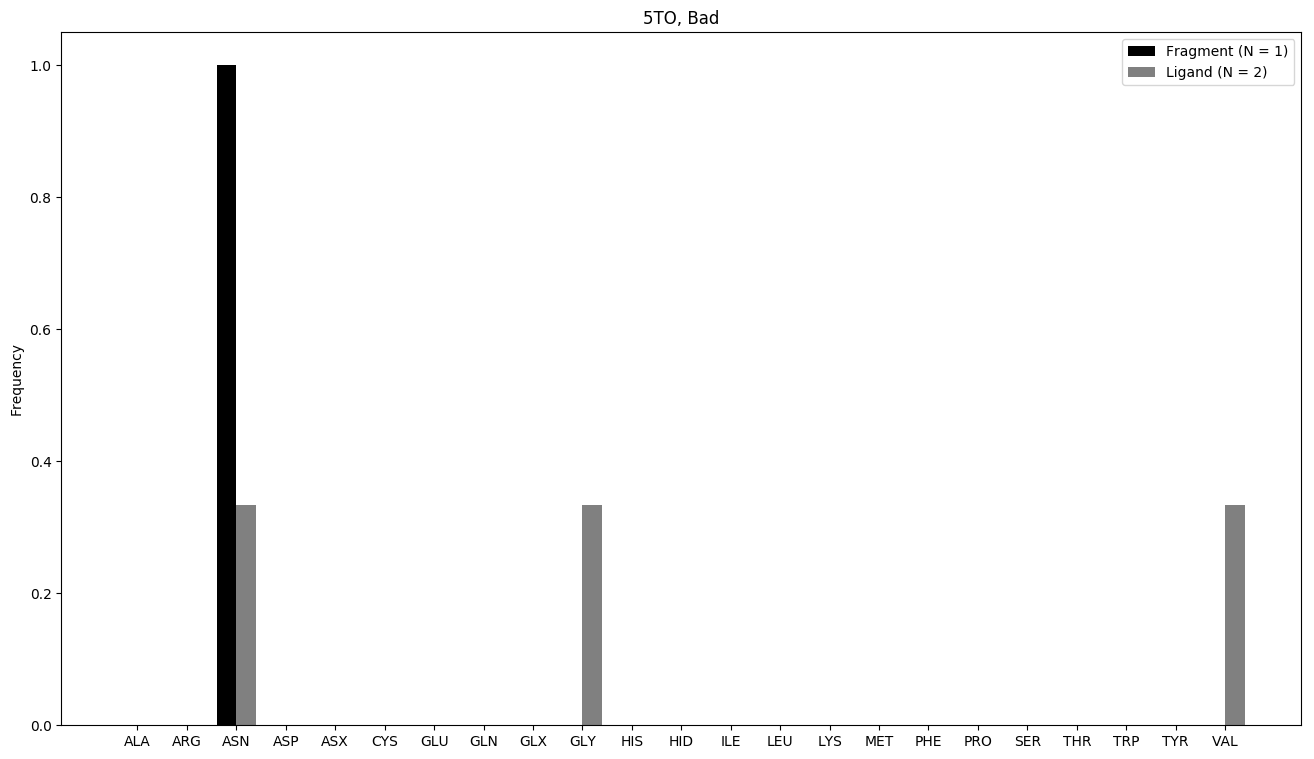 5TO, Bad
Fragment (N = 1)
Ligand (N = 2)
Frequency
1.0
0.8
0.6
0.4
0.2
0.0
ALA ARG ASN ASP ASX CYS GLU GLN GLX GLY HIS HID ILE LEU LYS MET PHE PRO SER THR TRP TYR VAL